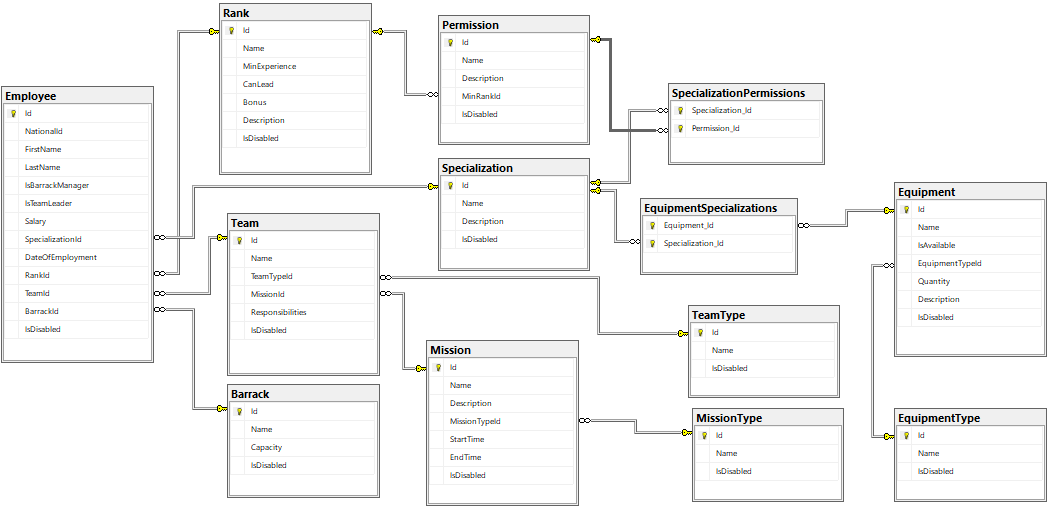 Rank
Id
Name
MinExperience
CanLead
Bonus
Description
IsDisabled
Permission
Id
Name
Description
MinRankId
IsDisabled
SpecializationPermissions
Specialization_Id
Permission_Id
Employee
Id
NationalId
FirstName
LastName
IsBarrackManager
IsTeamLeader
Salary
SpecializationId
DateOfEmployment
RankId
TeamId
BarrackId
IsDisabled
Specialization
Id
Name
Description
IsDisabled
EquipmentSpecializations
Equipment_Id
Specialization_Id
Equipment
Id
Name
IsAvailable
EquipmentTypeId
Quantity
Description
IsDisabled
Team
Id
Name
TeamTypeId
MissionId
Responsibilities
IsDisabled
TeamType
Id
Name
IsDisabled
Mission
Id
Name
Description
MissionTypeId
StartTime
EndTime
IsDisabled
Barrack
Id
Name
Capacity
IsDisabled
MissionType
Id
Name
IsDisabled
EquipmentType
Id
Name
IsDisabled